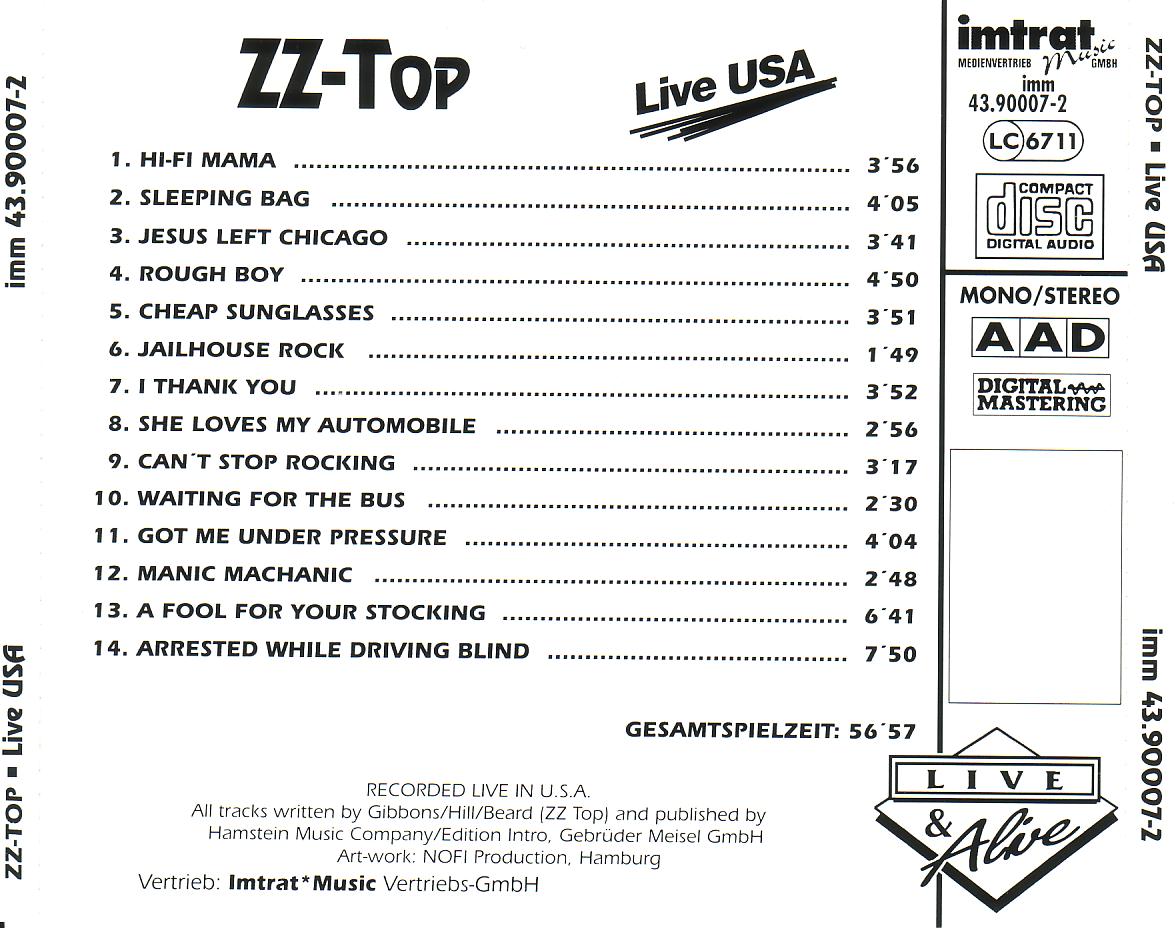 ZZ-TOP
Live USA
1. HI-FI MAMA ........ 3´56
2. SLEEPING BAG ........ 4´05
3. JESUS LEFT CHICAGO ........ 3´41
4. ROUGH BOY ........ 4´50
5. CHEAP SUNGLASSES ........ 3´51
6. JAILHOUSE ROCK ........ 1´49
7. I THANK YOU ........ 3´52
8. SHE LOVES MY AUTOMOBILE ........ 2´56
9. CAN´T STOP ROCKING ........ 3´17
10. WAITING FOR THE BUS ........ 2´30
11. GOT ME UNDER PRESSURE ........ 4´04
12. MANIC MACHANIC ........ 2´48
13. A FOOL FOR YOUR STOCKING ........ 6´41
14. ARRESTED WHILE DRIVING BLIND ........ 7´50
GESAMTSPIELZEIT: 56´57
RECORDED LIVE IN U.S.A.
All tracks written by Gibbons/Hill/Beard (ZZ Top) and published by
Hamstein Music Company/Edition Intro, Gebrüder Meisel GmbH
Art-work: NOFI Production, Hamburg
Vertrieb: Imtrat*Music Vertriebs-GmbH
imtrat
MEDIENVERTRIEB Music GMBH
imm
43.90007-2
LC 6711
COMPACT
disc
DIGITAL AUDIO
MONO/STEREO
AAD
DIGITAL
MASTERING
LIVE
& Alive
imm 43.90007-2
ZZ-TOP ▪ Live USA
ZZ-TOP ▪ Live USA
imm 43.90007-2